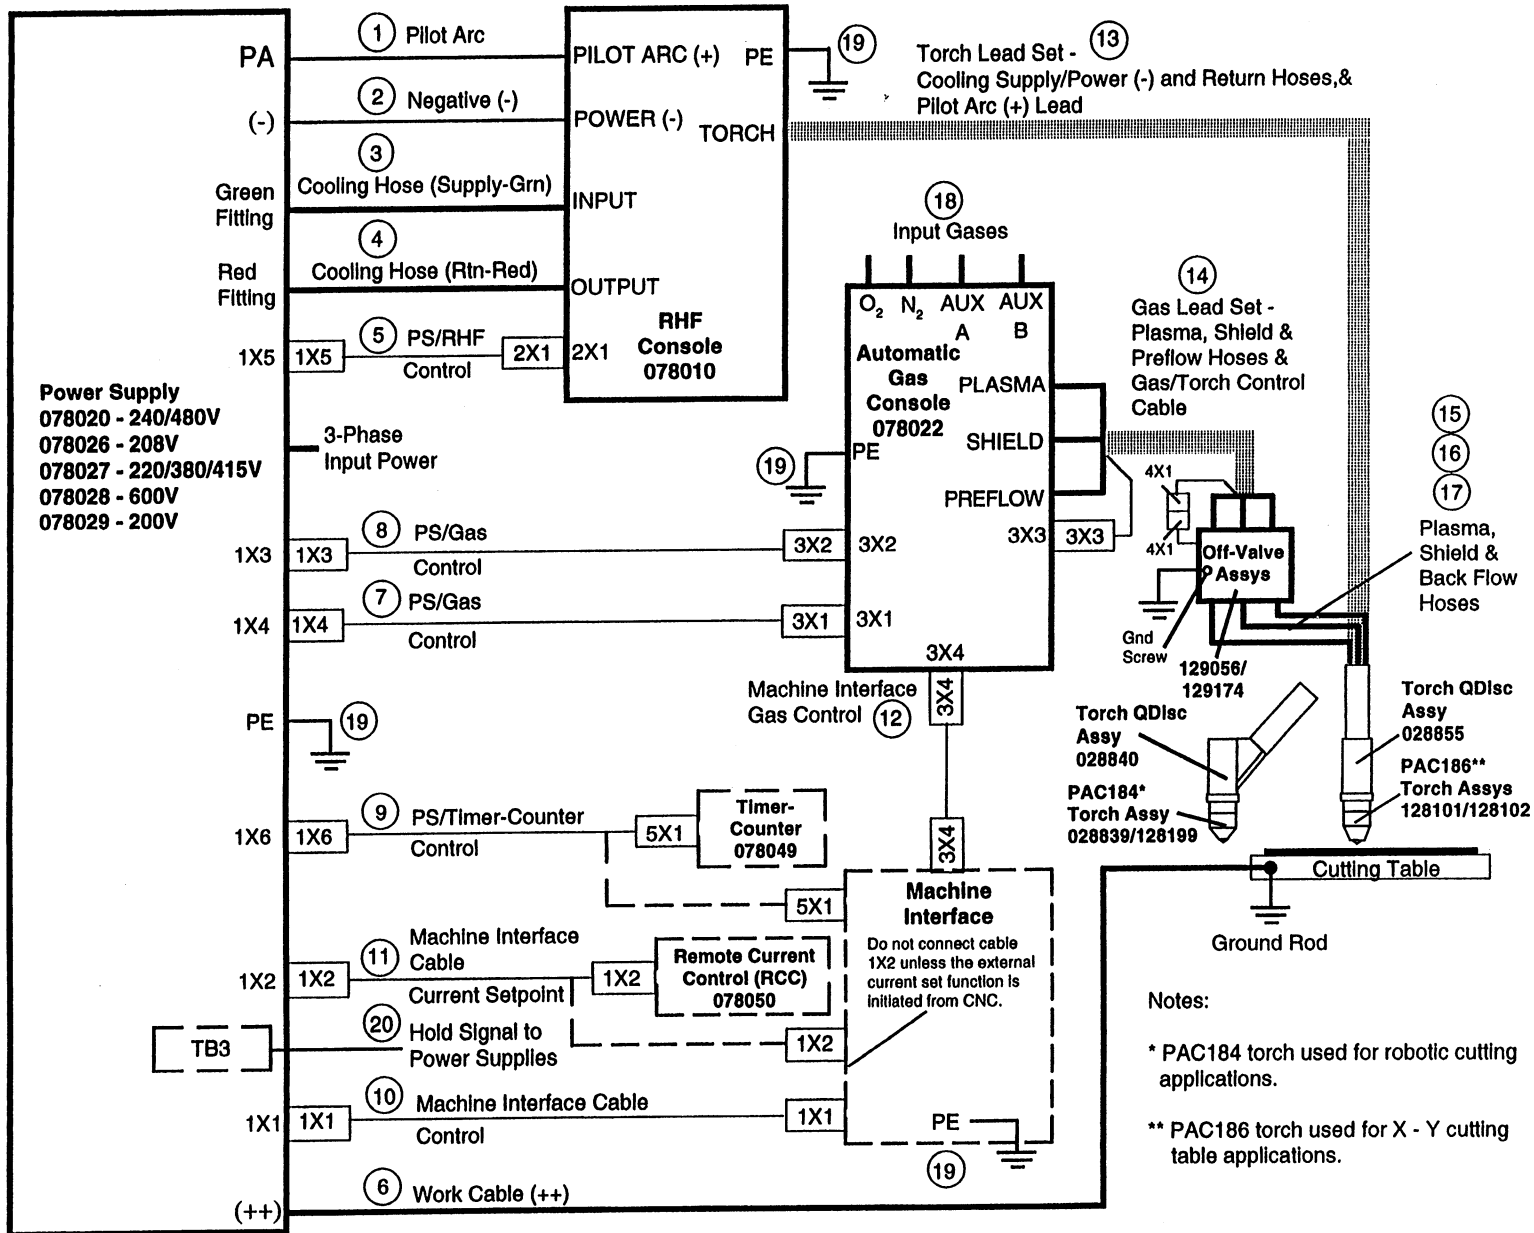 PA
1 Pilot Arc
PILOT ARC (+)
PE
19
Torch Lead Set - 13
Cooling Supply/Power (-) and Return Hoses,&
Pilot Arc (+) Lead
(-)
2 Negative (-)
POWER (-)
TORCH
3
Cooling Hose (Supply-Grn)
Green
Fitting
INPUT
4
Cooling Hose (Rtn-Red)
Red
Fitting
OUTPUT
RHF
Console
078010
1X5
1X5
5 PS/RHF
Control
2X1
2X1
18
Input Gases
O2 N2 AUX AUX
A B
Automatic
Gas
Console
078022
PLASMA
SHIELD
PREFLOW
PE
19
3X3
3X3
14
Gas Lead Set -
Plasma, Shield &
Preflow Hoses &
Gas/Torch Control
Cable
15
16
17
Plasma,
Shield &
Back Flow
Hoses
4X1
4X1
Off-Valve
Assys
Gnd
Screw
129056/
129174
Power Supply
078020 - 240/480V
078026 - 208V
078027 - 220/380/415V
078028 - 600V
078029 - 200V
3-Phase
Input Power
1X3
1X3
8 PS/Gas
Control
3X2
3X2
1X4
1X4
7 PS/Gas
Control
3X1
3X1
3X4
3X4
Machine Interface
Gas Control 12
3X4
PE
19
Torch QDisc
Assy
028840
PAC184*
Torch Assy
028839/128199
Torch QDisc
Assy
028855
PAC186**
Torch Assys
128101/128102
Cutting Table
Ground Rod
1X6
1X6
9 PS/Timer-Counter
Control
5X1
Timer-
Counter
078049
5X1
Machine
Interface
Do not connect cable
1X2 unless the external
current set function is
initiated from CNC.
1X2
1X2
11 Machine Interface
Cable
Current Setpoint
1X2
Remote Current
Control (RCC)
078050
1X2
TB3
20 Hold Signal to
Power Supplies
1X1
1X1
10 Machine Interface Cable
Control
1X1
PE
19
(++)
6 Work Cable (++)
Notes:
* PAC184 torch used for robotic cutting
applications.
** PAC186 torch used for X - Y cutting
table applications.